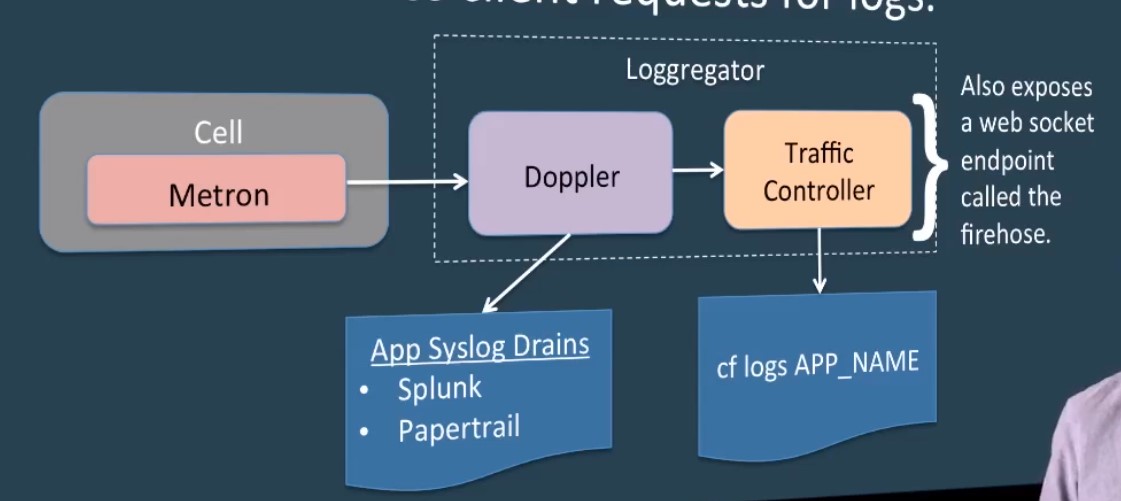 client requests for logs.
Loggregator
Cell
Metron
Doppler
Traffic
Controller
Also exposes
a web socket
endpoint
called the
firehose.
App Syslog Drains
• Splunk
• Papertrail
cf logs APP_NAME